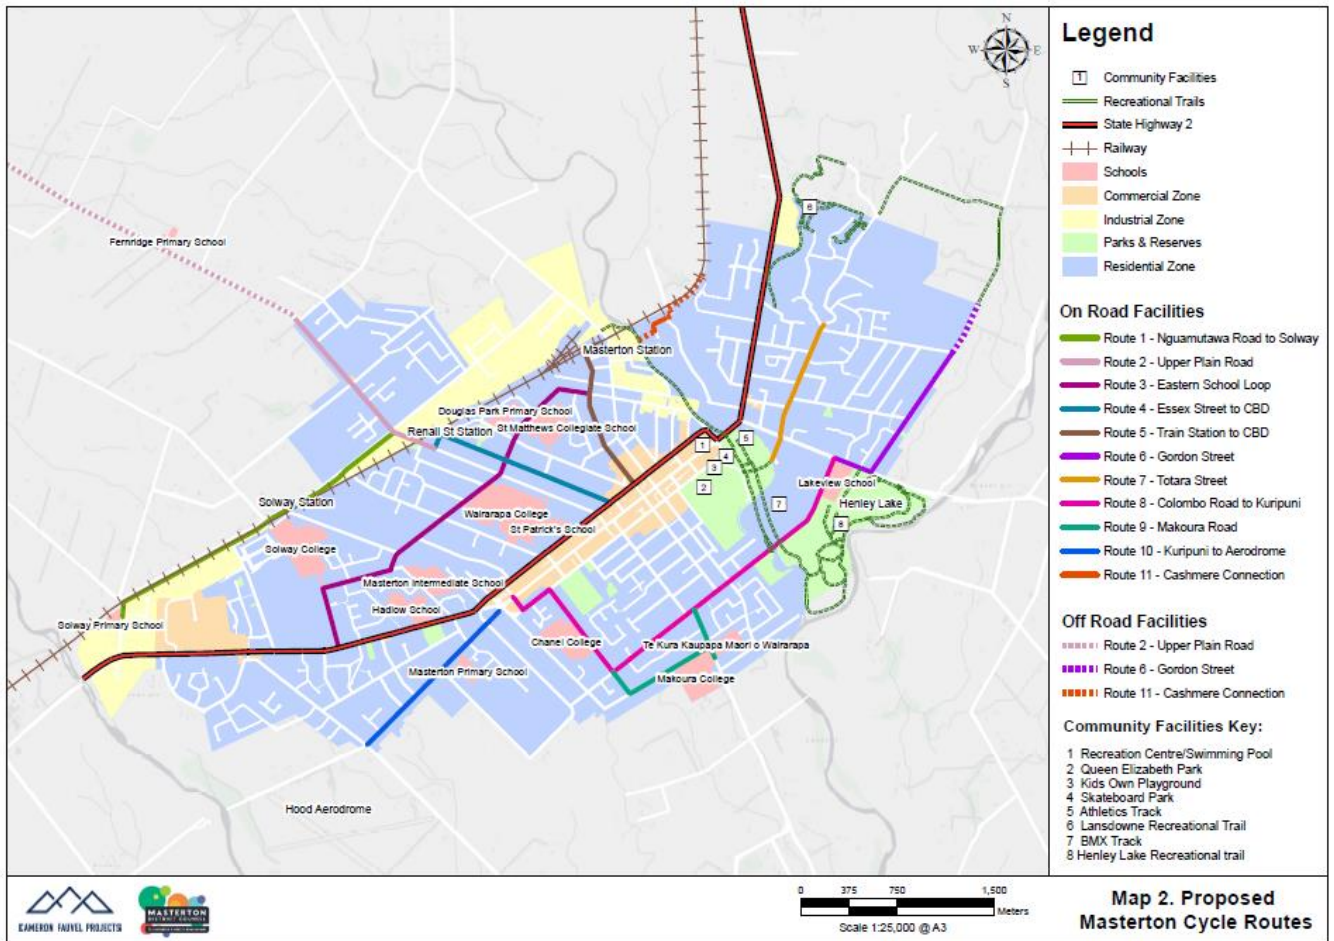 N
W
E
S
Fernridge Primary School
6
Masterton Station
Douglas Park Primary School
St Matthews Collegiate School
Renall St Station
1
5
4
3
2
Lakeview School
Solway Station
Wairarapa College
7
Henley Lake
St Patrick's School
8
Solway College
Masterton Intermediate School
Hadlow School
Solway Primary School
Chanel College
Te Kura Kaupapa Maori o Wairarapa
Masterton Primary School
Makoura College
Hood Aerodrome
Legend
1 Community Facilities
Recreational Trails
State Highway 2
Railway
Schools
Commercial Zone
Industrial Zone
Parks & Reserves
Residential Zone
On Road Facilities
Route 1 - Nguamutawa Road to Solway
Route 2 - Upper Plain Road
Route 3 - Eastern School Loop
Route 4 - Essex Street to CBD
Route 5 - Train Station to CBD
Route 6 - Gordon Street
Route 7 - Totara Street
Route 8 - Colombo Road to Kuripuni
Route 9 - Makoura Road
Route 10 - Kuripuni to Aerodrome
Route 11 - Cashmere Connection
Off Road Facilities
Route 2 - Upper Plain Road
Route 6 - Gordon Street
Route 11 - Cashmere Connection
Community Facilities Key:
1 Recreation Centre/Swimming Pool
2 Queen Elizabeth Park
3 Kids Own Playground
4 Skateboard Park
5 Athletics Track
6 Lansdowne Recreational Trail
7 BMX Track
8 Henley Lake Recreational trail
CAMERON FAUVEL PROJECTS
MASTERTON
DISTRICT COUNCIL
0 375 750 1,500
Meters
Scale 1:25,000 @ A3
Map 2. Proposed
Masterton Cycle Routes